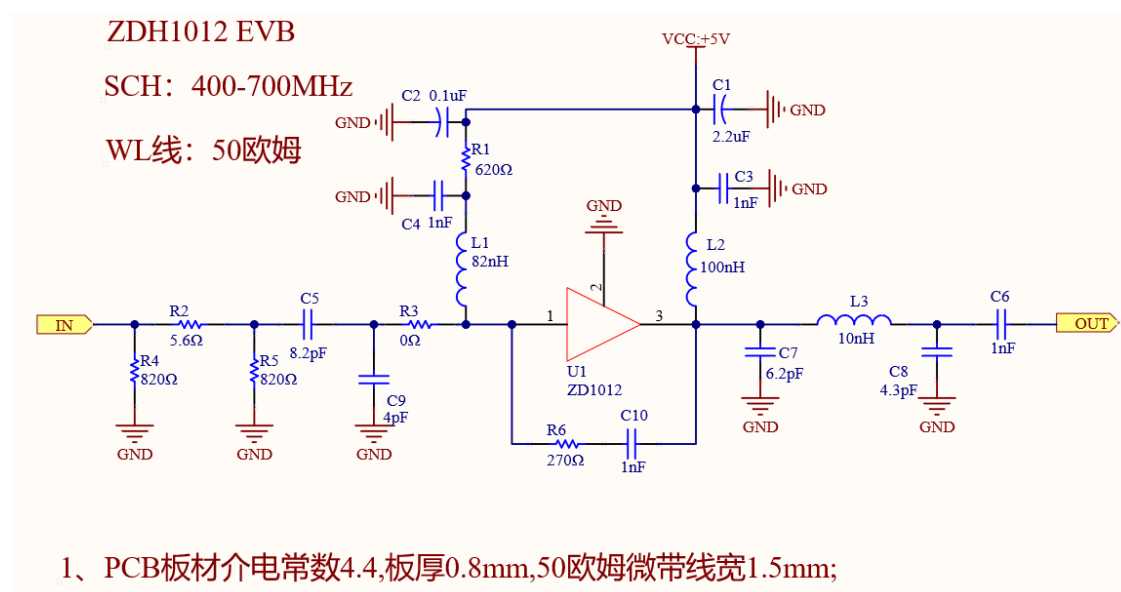 ZDH1012 EVB
VCC:+5V
SCH：400-700MHz
C2 0.1uF
C1
GND
GND
2.2uF
WL线：50欧姆
R1
620Ω
C3
GND
GND
1nF
C4 1nF
GND
L1
82nH
L2
100nH
C5
R3
L3
C6
IN
R2
1
2
3
OUT
5.6Ω
8.2pF
0Ω
10nH
1nF
R4
820Ω
R5
820Ω
C9
4pF
U1
ZD1012
C7
6.2pF
C8
4.3pF
C10
R6
270Ω
1nF
GND
GND
GND
GND
GND
1、PCB板材介电常数4.4,板厚0.8mm,50欧姆微带线宽1.5mm;